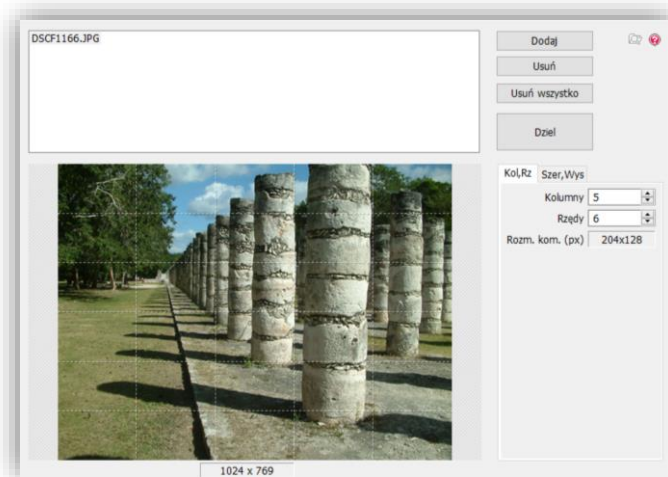 DSCF1166.JPG
Dodaj
Usuń
Usuń wszystko
Dziel
Kol,Rz Szer,Wys
Kolumny 5
Rzędy 6
Rozm. kom. (px) 204x128
1024 x 769